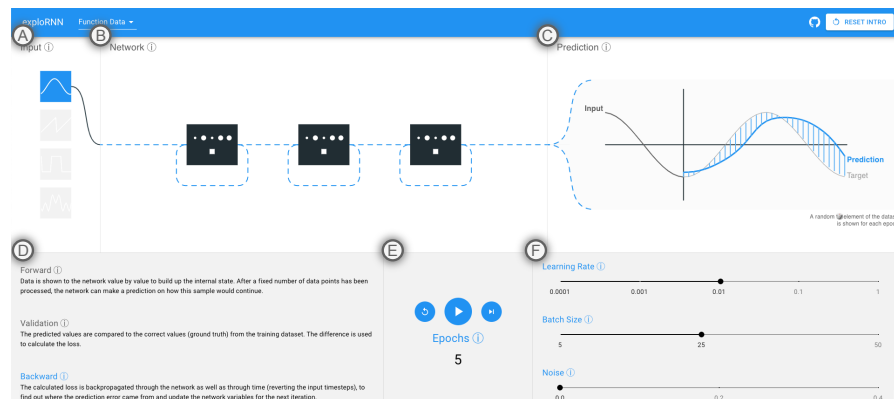 exploRNN
Function Data
RESET INTRO
A
B
C
Input
Network
Prediction
Input
Prediction
Target
A random
element of the datas
is shown for each epoc
D
E
F
Forward
Data is shown to the network value by value to build up the internal state. After a fixed number of data points has been
processed, the network can make a prediction on how this sample would continue.
Validation
The predicted values are compared to the correct values (ground truth) from the training dataset. The difference is used
to calculate the loss.
Backward
The calculated loss is backpropagated through the network as well as through time (reverting the input timesteps), to
find out where the prediction error came from and update the network variables for the next iteration.
Epochs
5
Learning Rate
0.0001 0.001 0.01 0.1 1
Batch Size
5 25 50
Noise
0.0 0.2 0.4